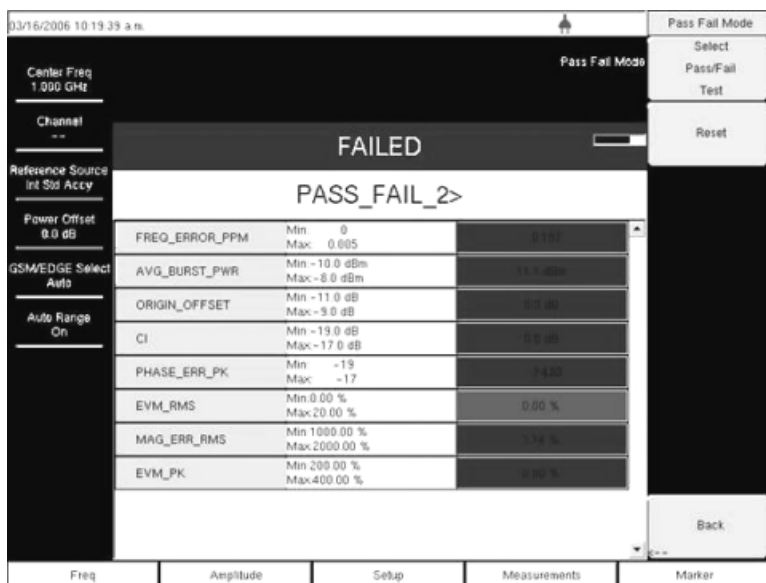 03/16/2006 10:19:39 a.m.
Pass Fail Mode
Select
Pass/Fail
Test
Reset
Back
<--
Pass Fail Mode
Center Freq
1.000 GHz
Channel
--
Reference Source
Int Std Accy
Power Offset
0.0 dB
GSM/EDGE Select
Auto
Auto Range
On
FAILED
PASS_FAIL_2>
FREQ_ERROR_PPM Min: 0
Max: 0.005
AVG_BURST_PWR Min:-10.0 dBm
Max:-8.0 dBm
ORIGIN_OFFSET Min:-11.0 dB
Max:-9.0 dB
CI Min:-19.0 dB
Max:-17.0 dB
PHASE_ERR_PK Min: -19
Max: -17
EVM_RMS Min:0.00 %
Max:20.00 %
0.00 %
MAG_ERR_RMS Min:1000.00 %
Max:2000.00 %
EVM_PK Min:200.00 %
Max:400.00 %
Freq Amplitude Setup Measurements Marker